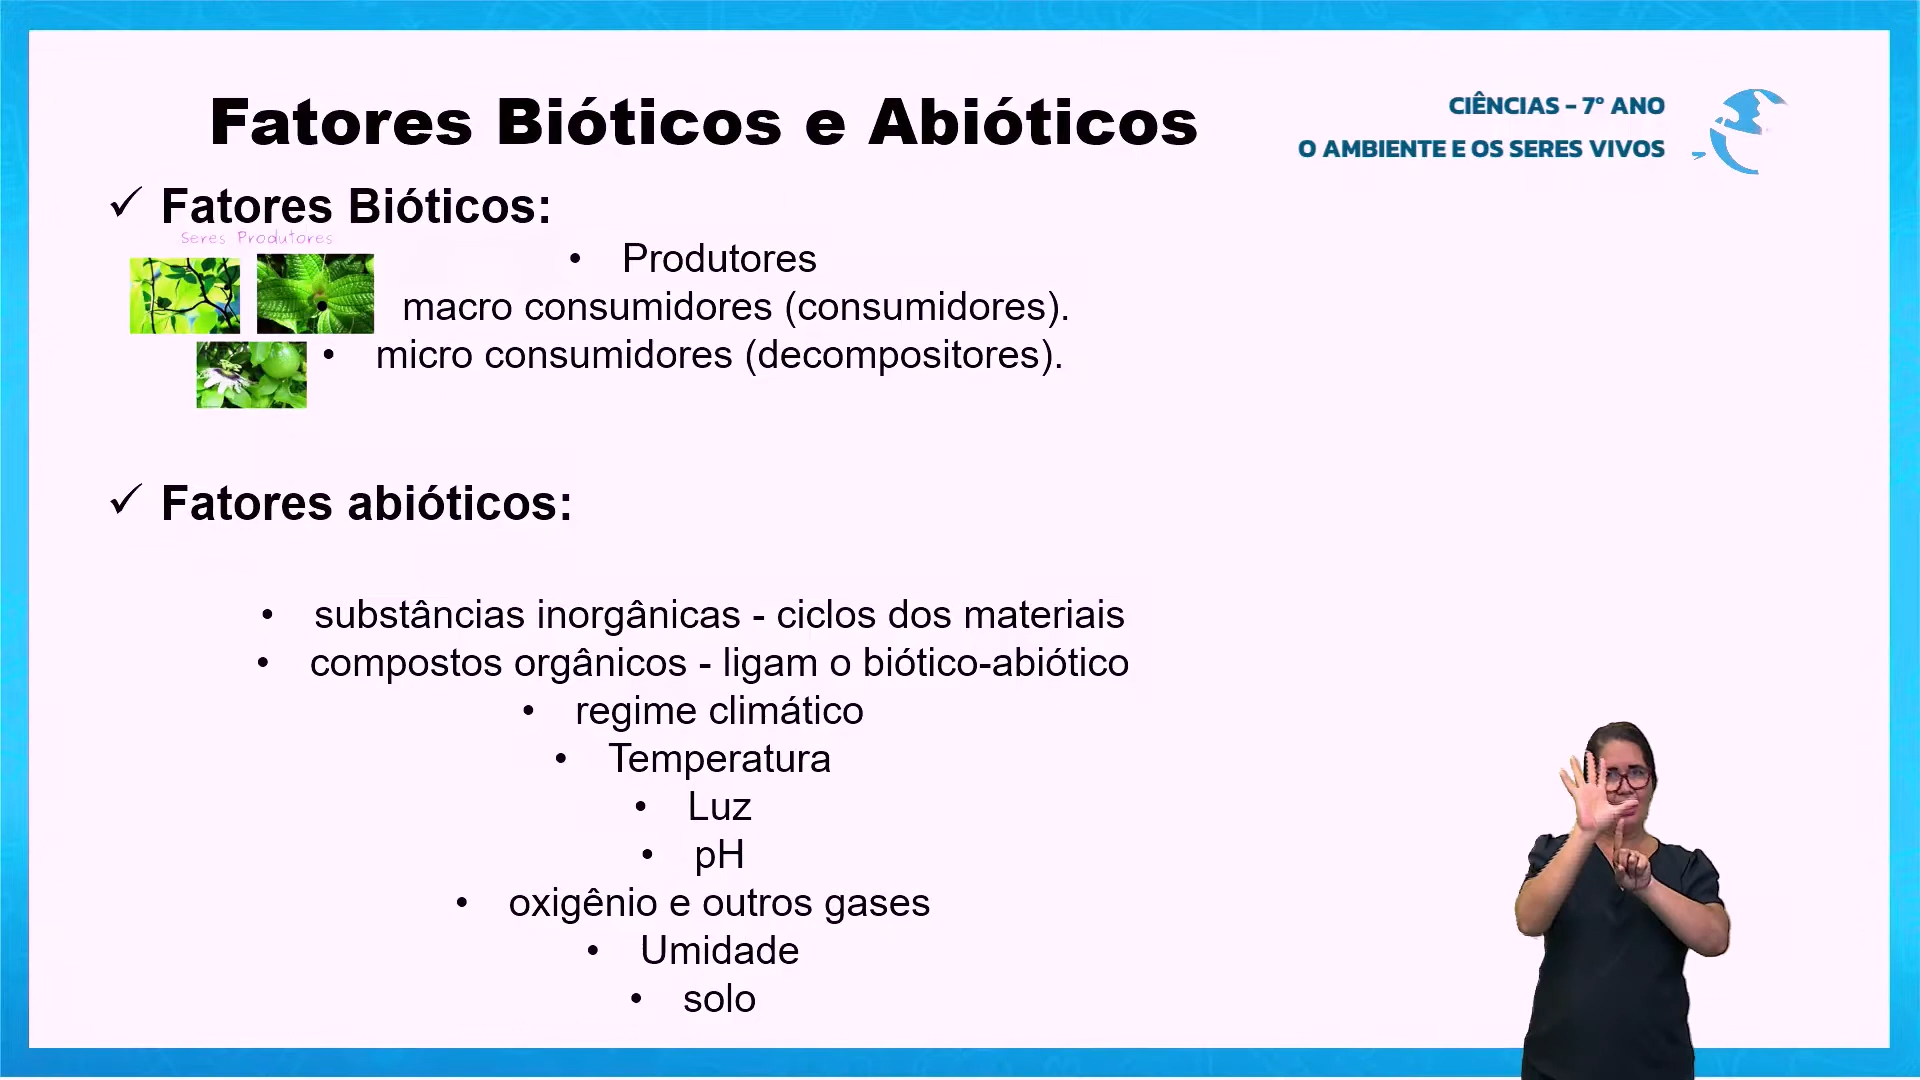 Fatores Bióticos e Abióticos
CIÊNCIAS – 7º ANO
O AMBIENTE E OS SERES VIVOS
✓ Fatores Bióticos:
Seres Produtores
• Produtores
macro consumidores (consumidores).
• micro consumidores (decompositores).
✓ Fatores abióticos:
• substâncias inorgânicas - ciclos dos materiais
• compostos orgânicos - ligam o biótico-abiótico
• regime climático
• Temperatura
• Luz
• pH
• oxigênio e outros gases
• Umidade
• solo